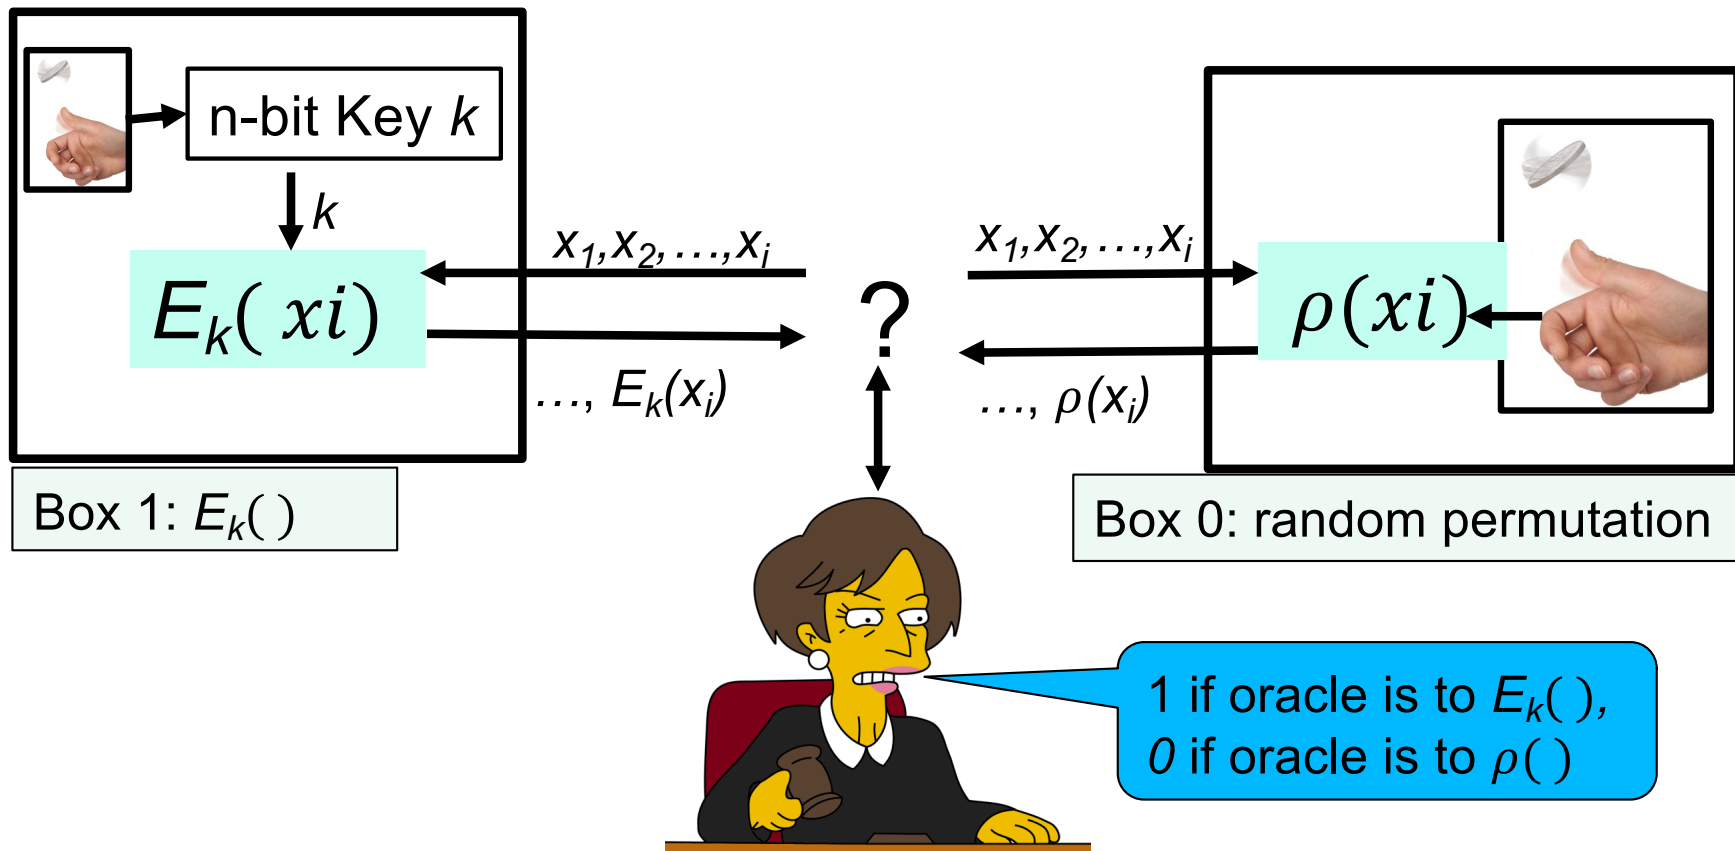 n-bit Key k
k
x₁,x₂,…,xᵢ
Eₖ( xi)
…, Eₖ(xᵢ)
Box 1: Eₖ( )
?
x₁,x₂,…,xᵢ
ρ(xi)
…, ρ(xᵢ)
Box 0: random permutation
1 if oracle is to Eₖ( ),
0 if oracle is to ρ( )